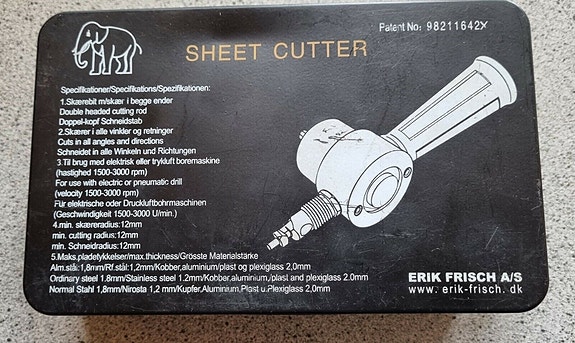 Patent No: 98211642X
SHEET CUTTER
Specifikationer/Specifikations/Spezifikationen:
1.Skærebit m/skær i begge ender
Double headed cutting rod
Doppel-kopf Schneidstab
2.Skærer i alle vinkler og retninger
Cuts in all angles and directions
Schneidet in alle Winkeln und Richtungen
3.Til brug med elektrisk eller trykluft boremaskine
(hastighed 1500-3000 rpm)
For use with electric or pneumatic drill
(velocity 1500-3000 rpm)
Für elektrische oder Druckluftbohrmaschinen
(Geschwindigkeit 1500-3000 U/min.)
4.min. skæreradius:12mm
min. cutting radius:12mm
min. Schneidradius:12mm
5.Maks.pladetykkelser/max.thickness/Grösste Materialstärke
Alm.stål:1,8mm/Rf.stål:1,2mm/Kobber,aluminium/plast og plexiglass 2,0mm
Ordinary steel 1.8mm/Stainless steel 1.2mm/Kobber,aluminium,/plast and plexiglass 2.0mm
Normal Stahl 1,8mm/Nirosta 1,2 mm/Kupfer.Aluminium.Plast u.Plexiglass 2.0mm
ERIK FRISCH A/S
www.erik-frisch.dk